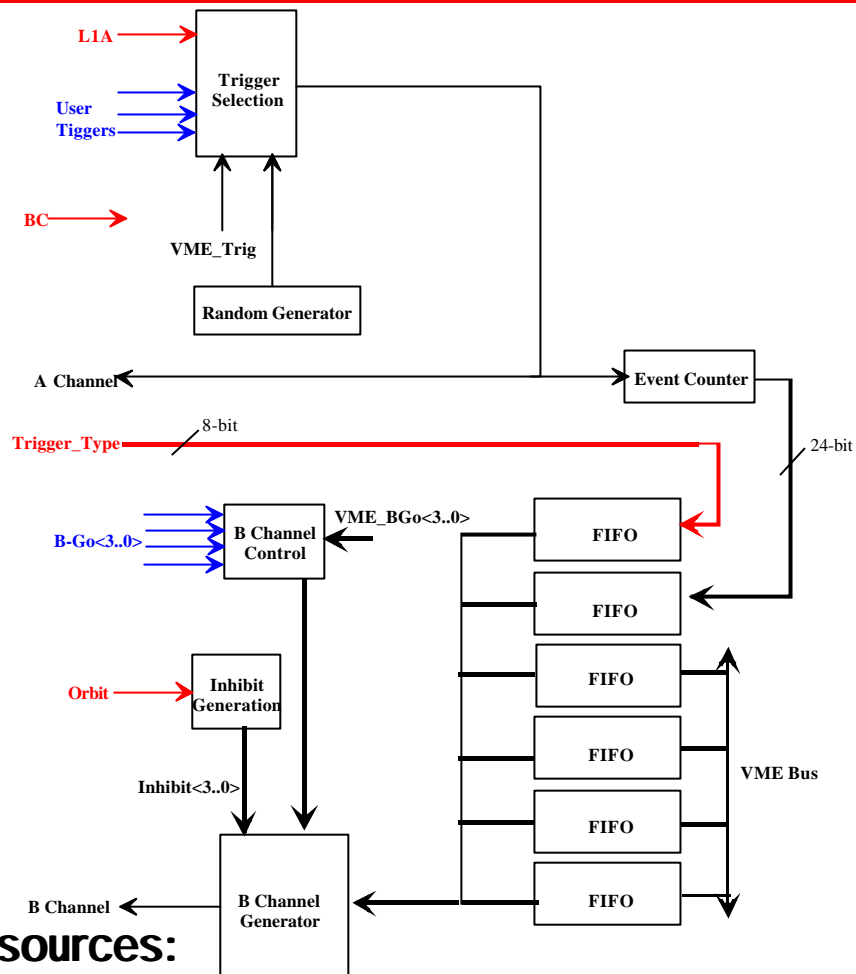 L1A
Trigger
Selection
User
Tiggers
BC
VME_Trig
Random Generator
A Channel
Event Counter
Trigger_Type
8-bit
24-bit
B-Go<3..0>
B Channel
Control
VME_BGo<3..0>
FIFO
FIFO
Orbit
Inhibit
Generation
FIFO
Inhibit<3..0>
FIFO
VME Bus
FIFO
B Channel
B Channel
Generator
FIFO
sources: